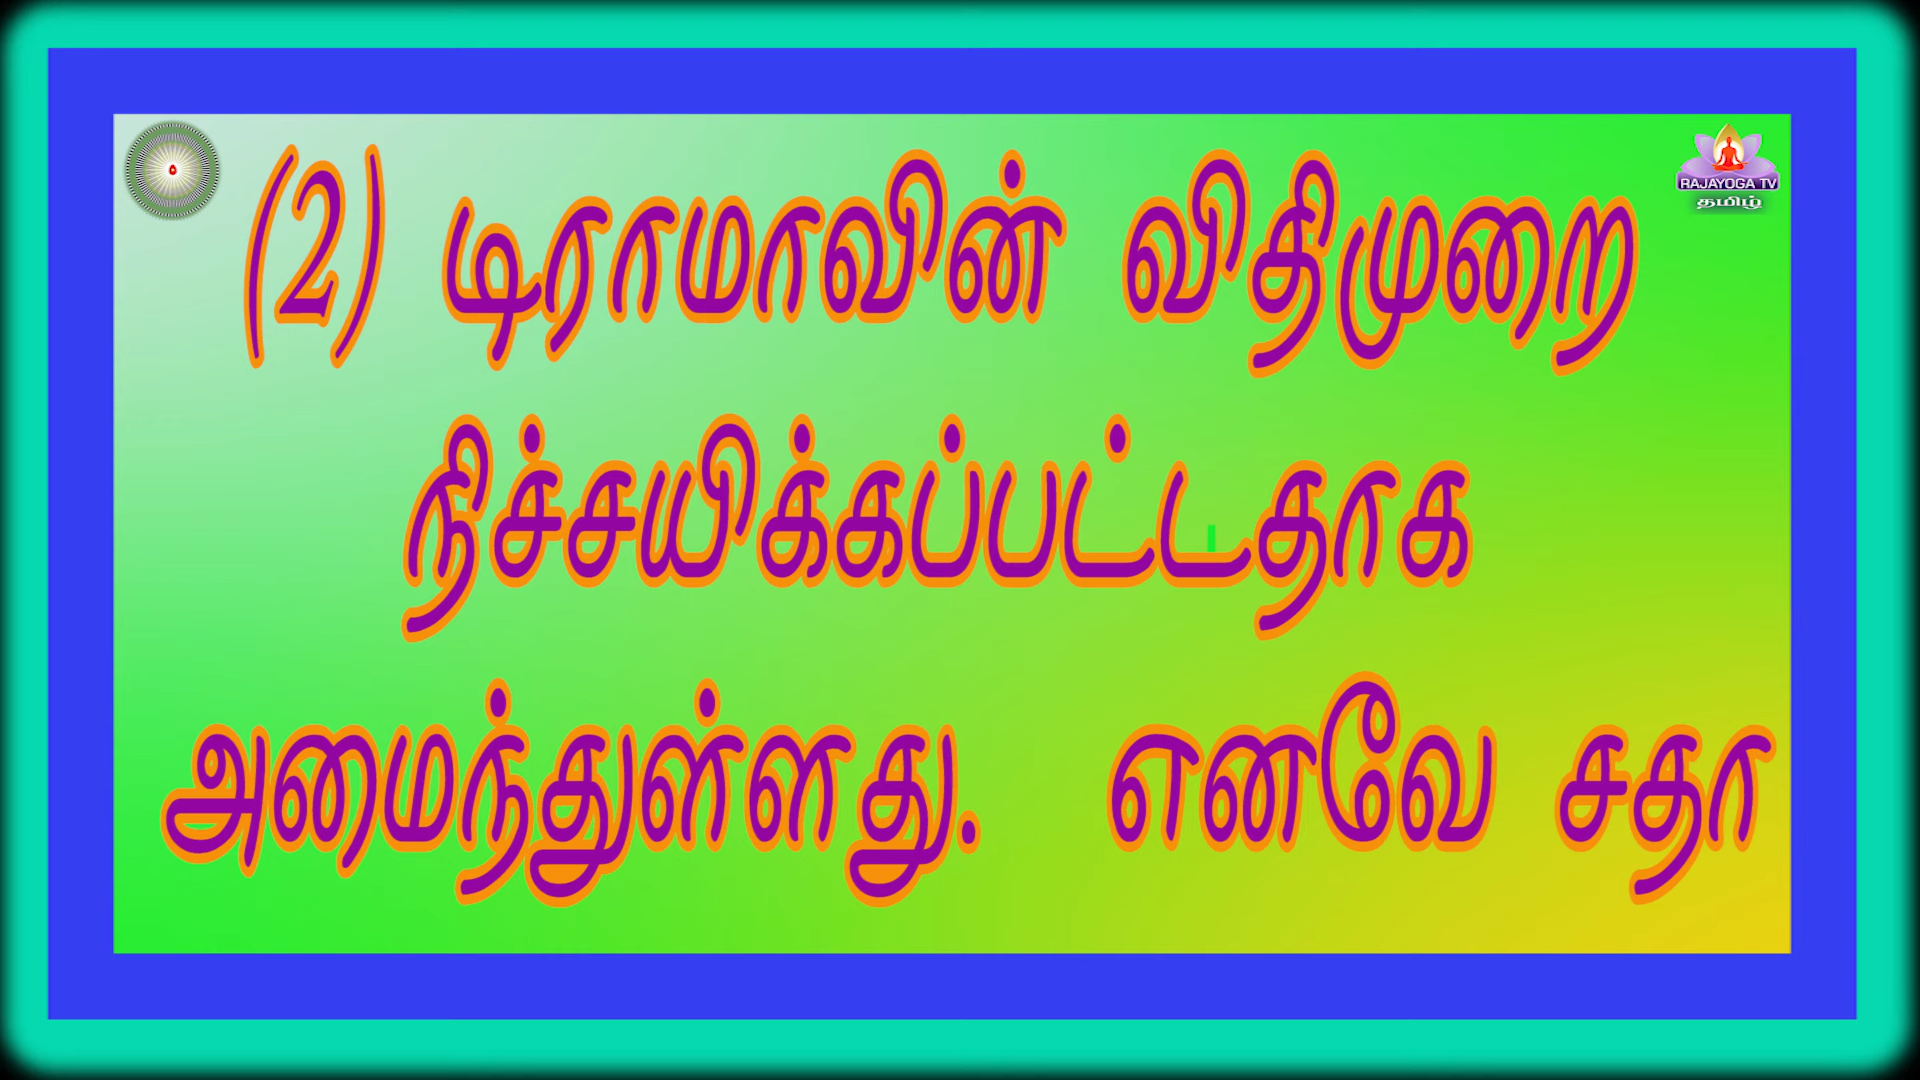 (2) டிராமாவின் விதிமுறை
நிச்சயிக்கப்பட்டதாக
அமைந்துள்ளது. எனவே சதா
RAJAYOGA TV
தமிழ்